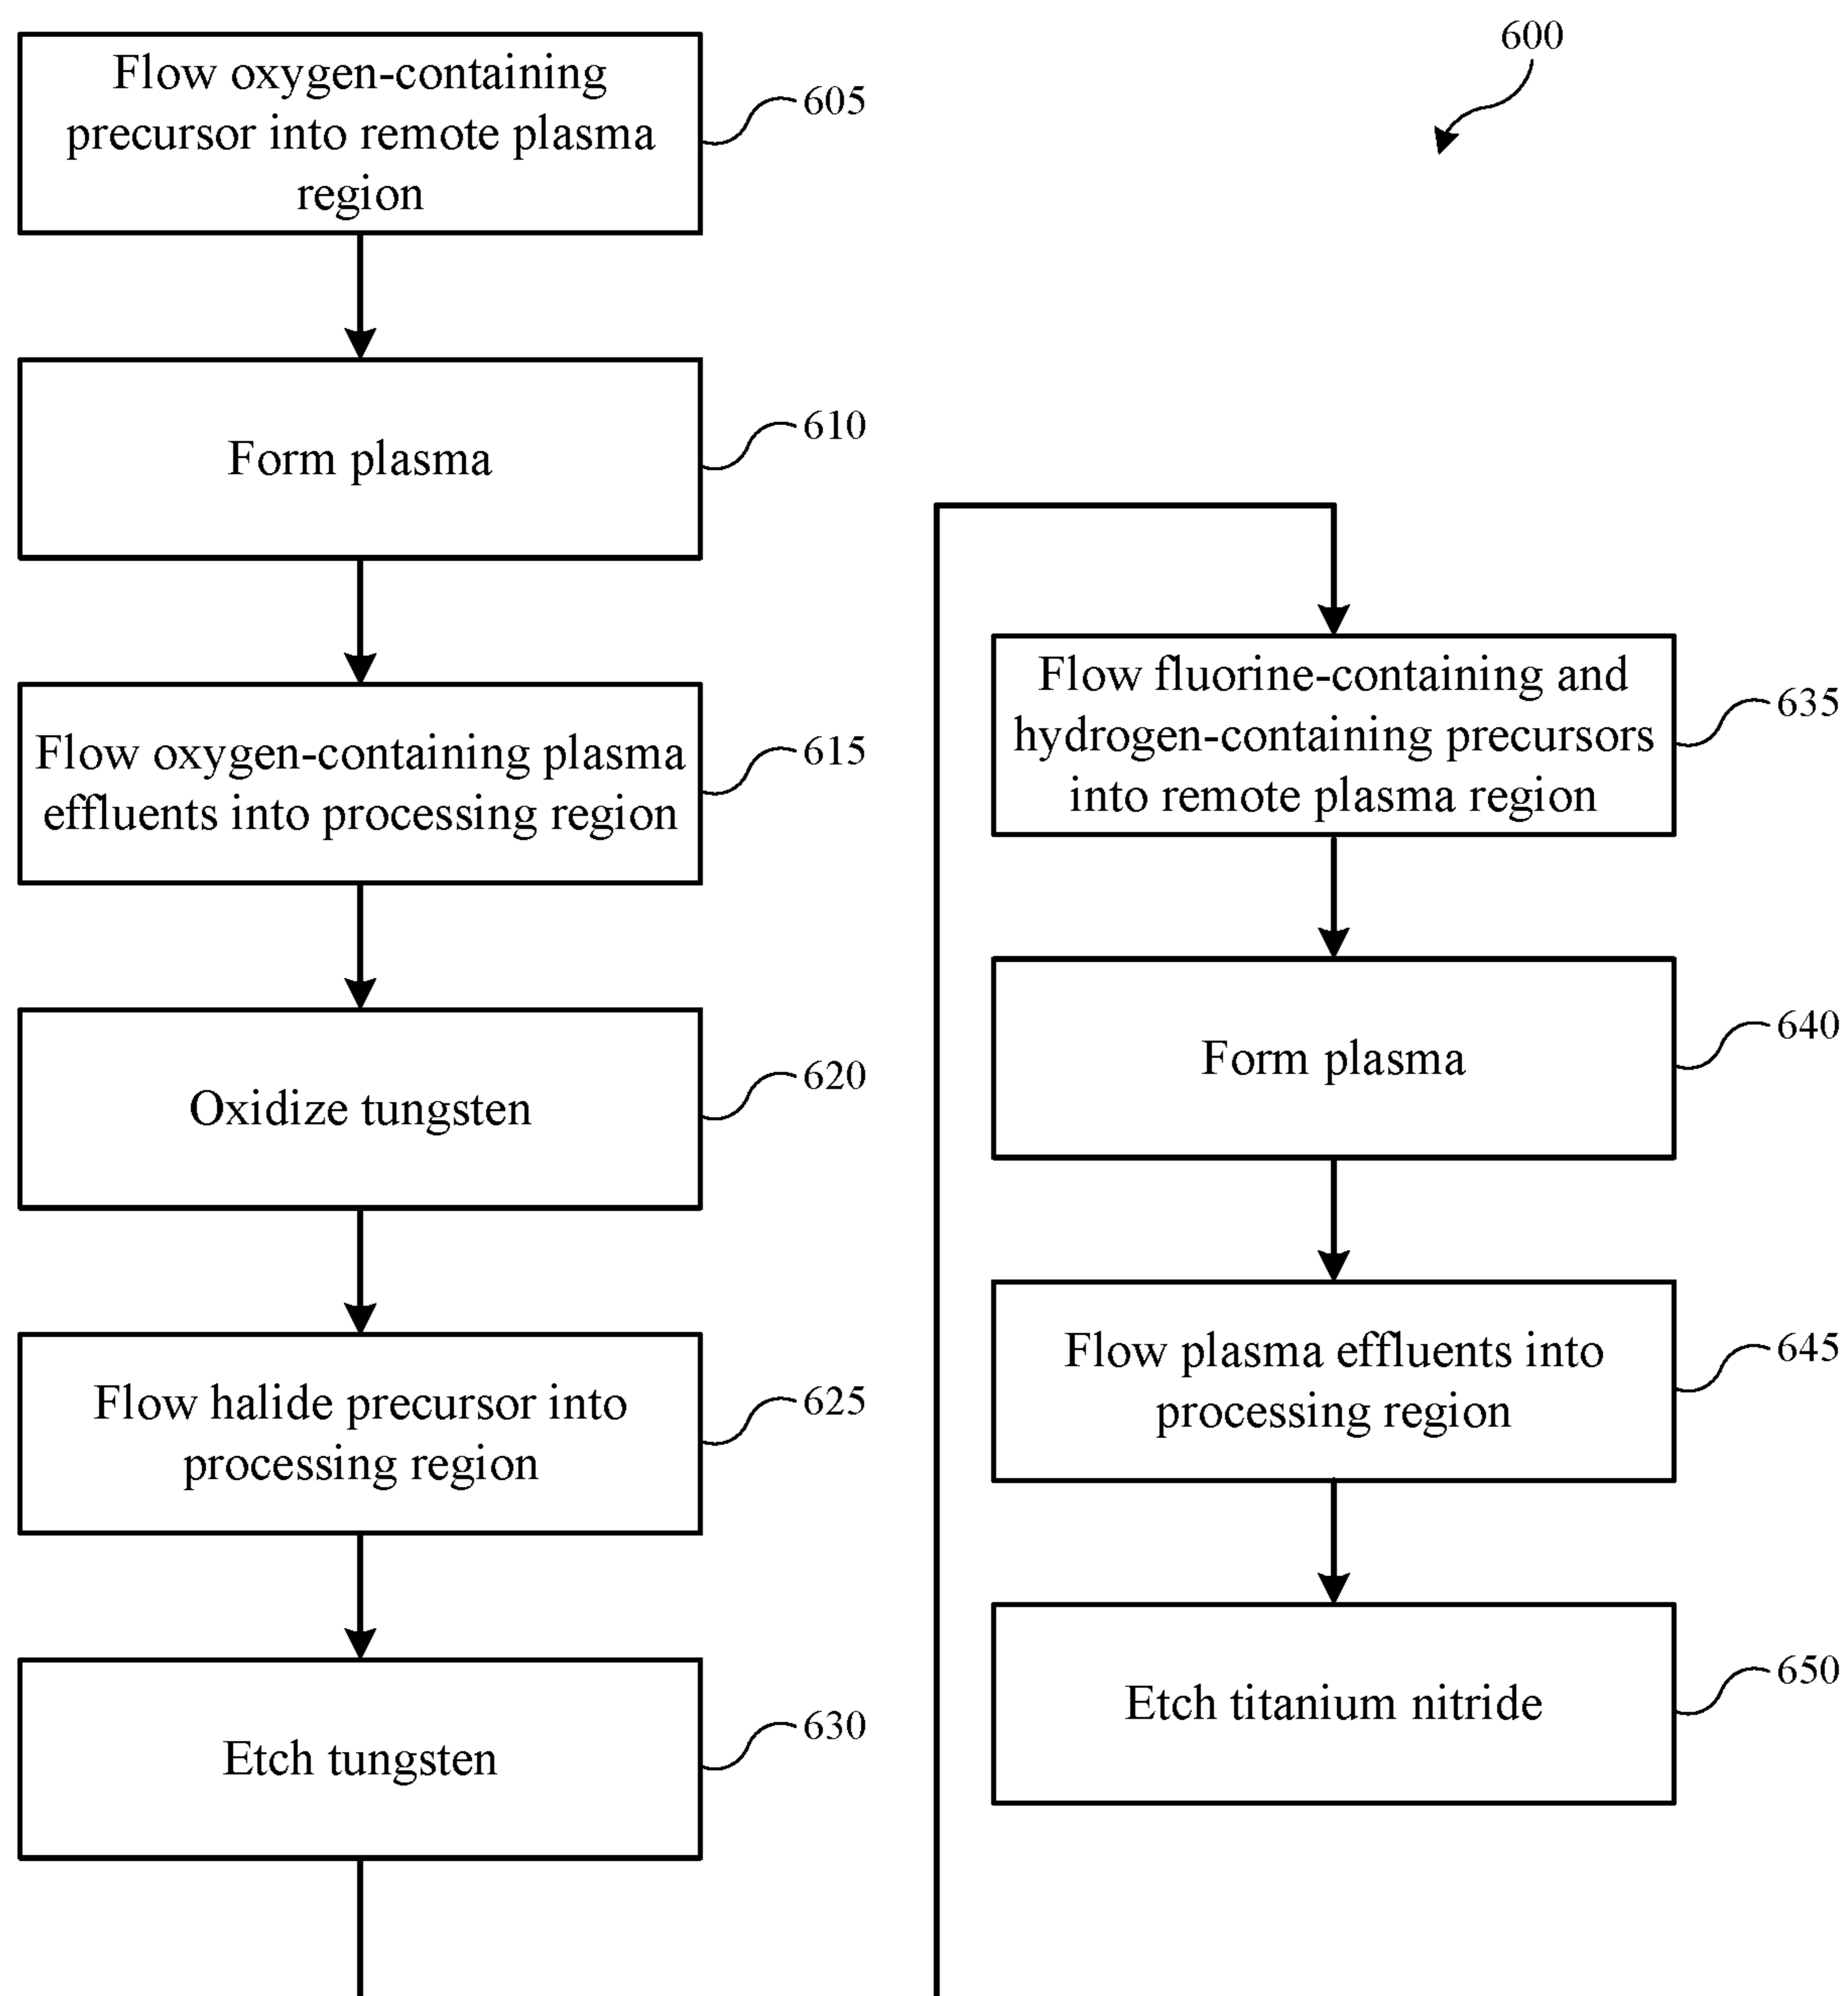 Flow oxygen-containing
precursor into remote plasma
region
605
600
Form plasma
610
Flow oxygen-containing plasma
effluents into processing region
615
Oxidize tungsten
620
Flow halide precursor into
processing region
625
Etch tungsten
630
Flow fluorine-containing and
hydrogen-containing precursors
into remote plasma region
635
Form plasma
640
Flow plasma effluents into
processing region
645
Etch titanium nitride
650